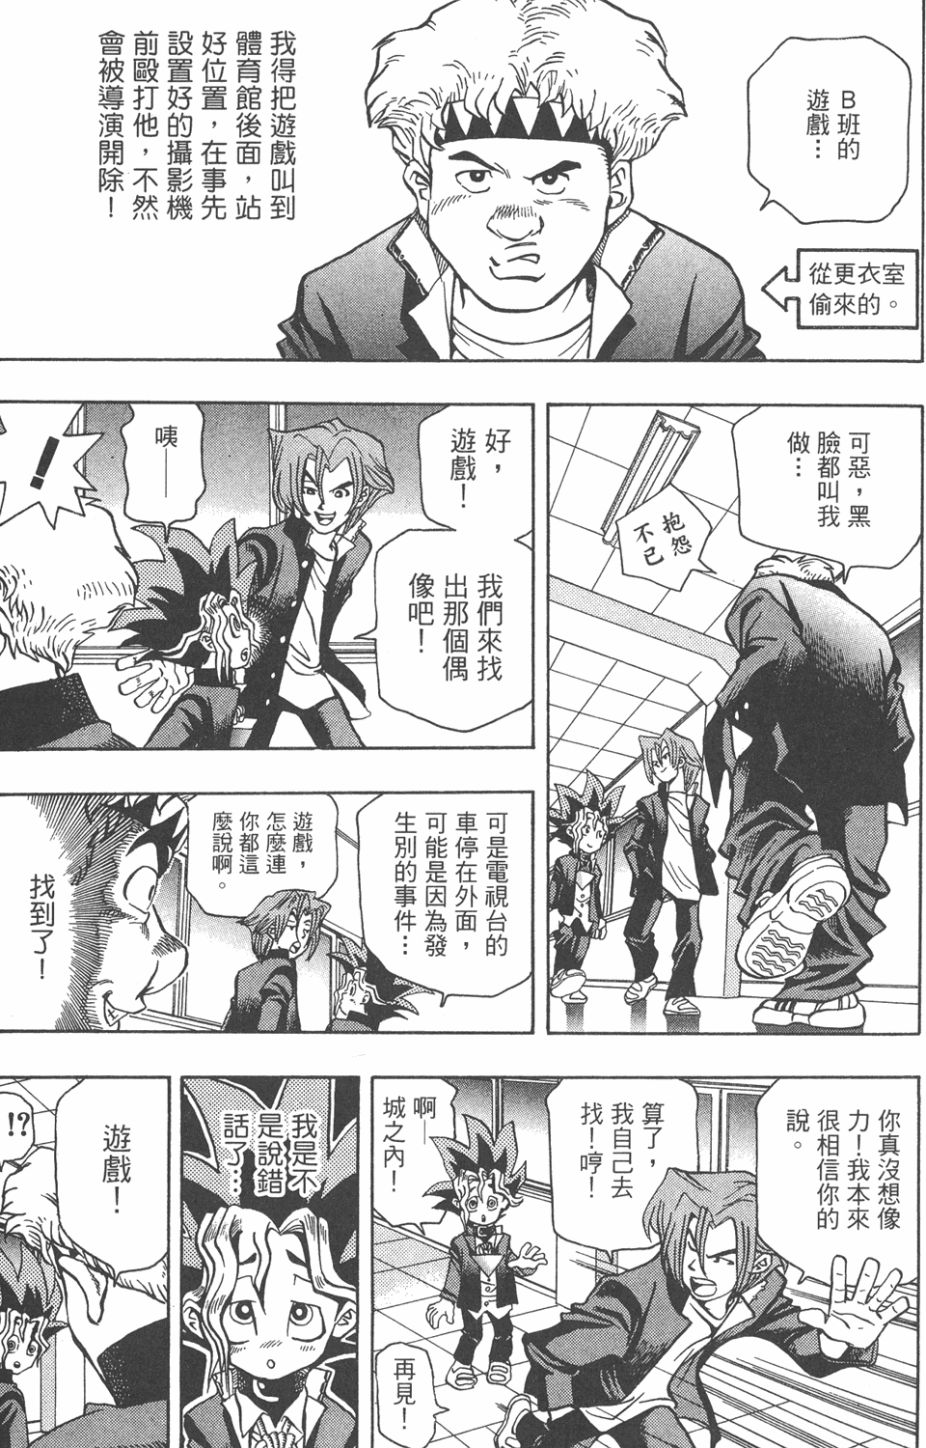 B班的
遊戲⋯
從更衣室
偷來的。
我得把遊戲叫到
體育館後面，站
好位置，在事先
設置好的攝影機
前毆打他，不然
會被導演開除！
可惡，黑
臉都叫我
做⋯
抱怨
不已
好，
遊戲！
我們來找
出那個偶
像吧！
咦—
！
可是電視台的
車停在外面，
可能是因為發
生別的事件⋯
遊戲，
怎麼連
你都這
麼說啊。
找到了！
你真沒想像
力！我本來
很相信你的
說。
算了，
我自己去
找！哼！
啊—
城之內！
再見！
我是不
是說錯
話了⋯
遊戲！
!?